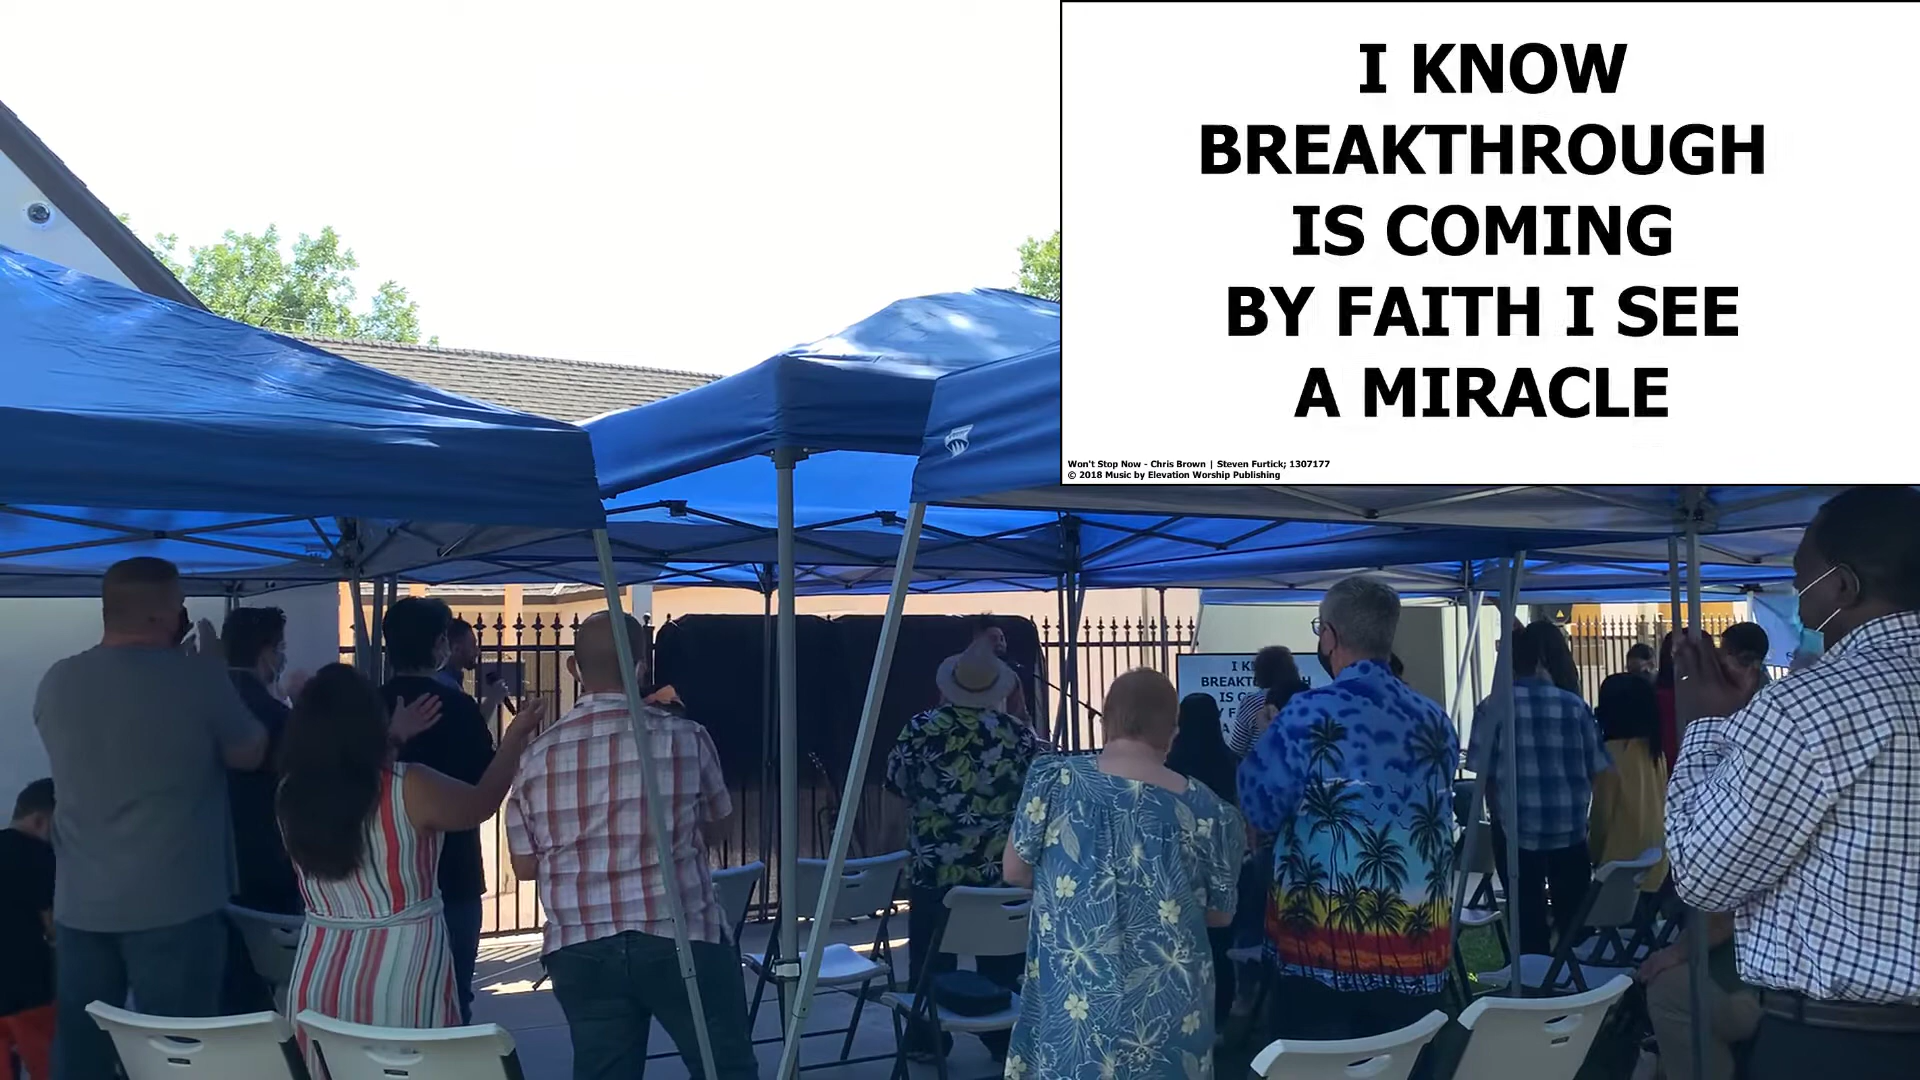 I KNOW
BREAKTHROUGH
IS COMING
BY FAITH I SEE
A MIRACLE
Won't Stop Now - Chris Brown | Steven Furtick; 1307177
© 2018 Music by Elevation Worship Publishing
I
IS
A